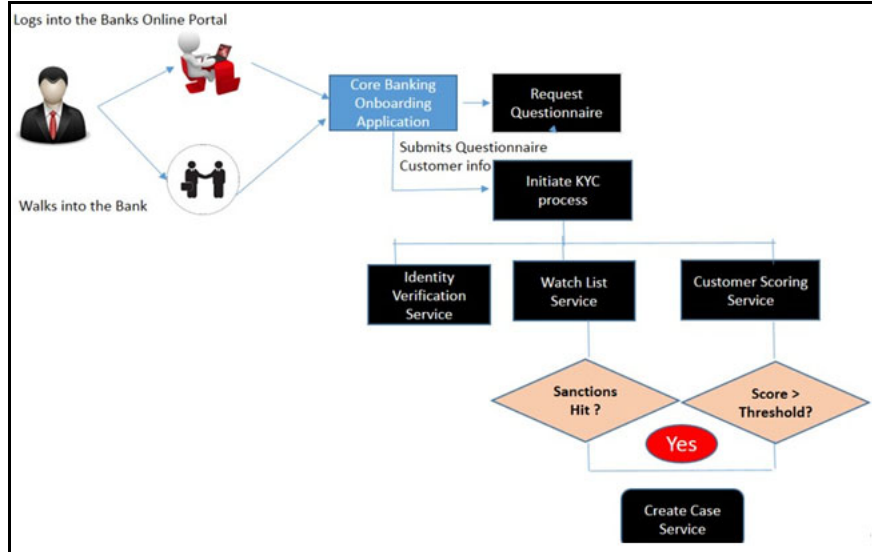 Logs into the Banks Online Portal
Core Banking
Onboarding
Application
Request
Questionnaire
Submits Questionnaire
Customer info
Walks into the Bank
Initiate KYC
process
Identity
Verification
Service
Watch List
Service
Customer Scoring
Service
Sanctions
Hit ?
Score >
Threshold?
Yes
Create Case
Service